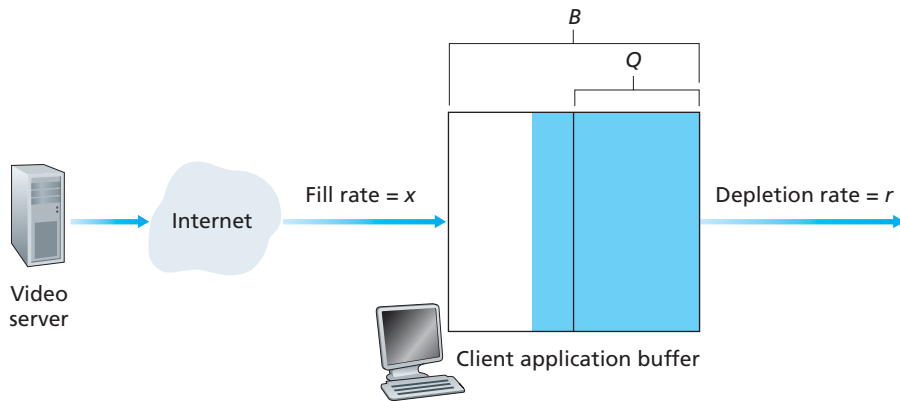 B
Q
Fill rate = x
Depletion rate = r
Internet
Video
server
Client application buffer